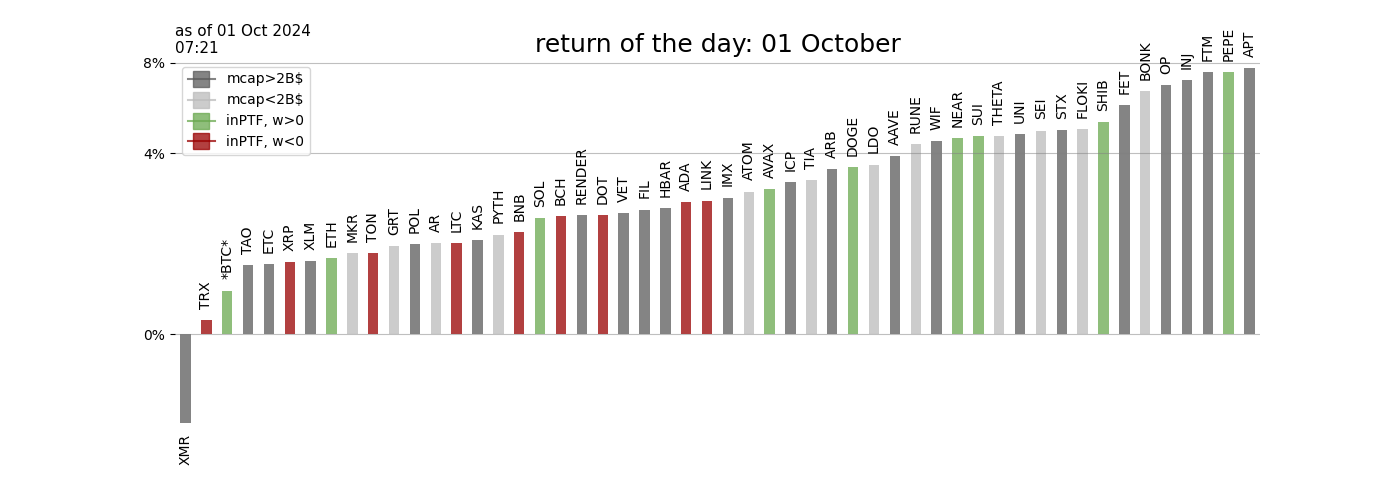 as of 01 Oct 2024
07:21
return of the day: 01 October
8%
4%
0%
mcap>2B$
mcap<2B$
inPTF, w>0
inPTF, w<0
XMR
TRX
*BTC*
TAO
ETC
XRP
XLM
ETH
MKR
TON
GRT
POL
AR
LTC
KAS
PYTH
BNB
SOL
BCH
RENDER
DOT
VET
FIL
HBAR
ADA
LINK
IMX
ATOM
AVAX
ICP
TIA
ARB
DOGE
LDO
AAVE
RUNE
WIF
NEAR
SUI
THETA
UNI
SEI
STX
FLOKI
SHIB
FET
BONK
OP
INJ
FTM
PEPE
APT